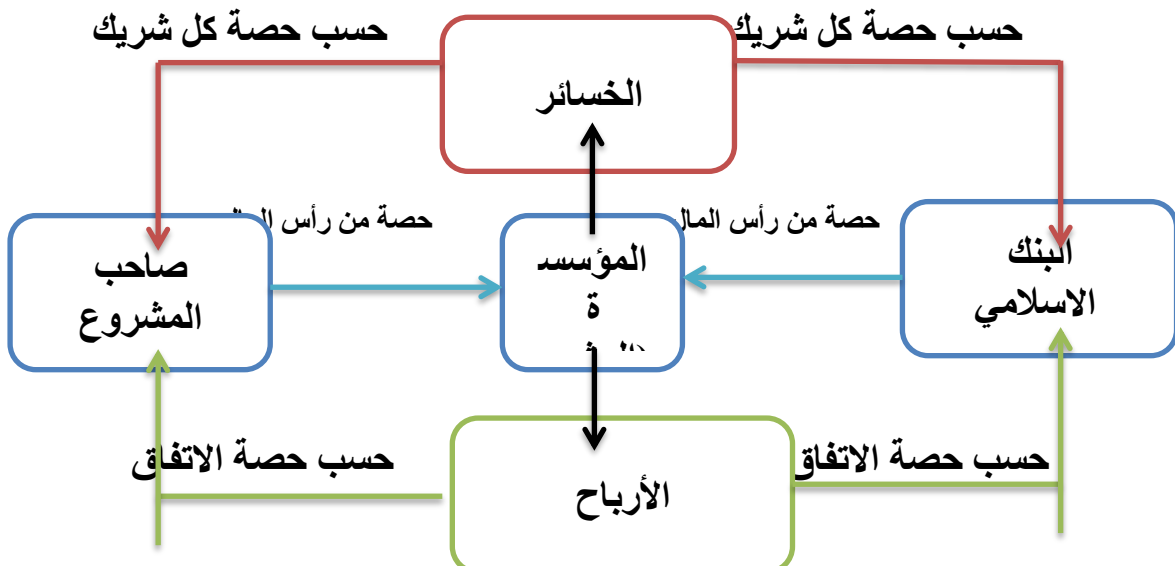 حسب حصة كل شريك
حسب حصة كل شريك
الخسائر
حصة من رأس المال
حصة من رأس
البنك
الاسلامي
المؤسس
ة
صاحب
المشروع
حسب حصة الاتفاق
حسب حصة الاتفاق
الأرباح